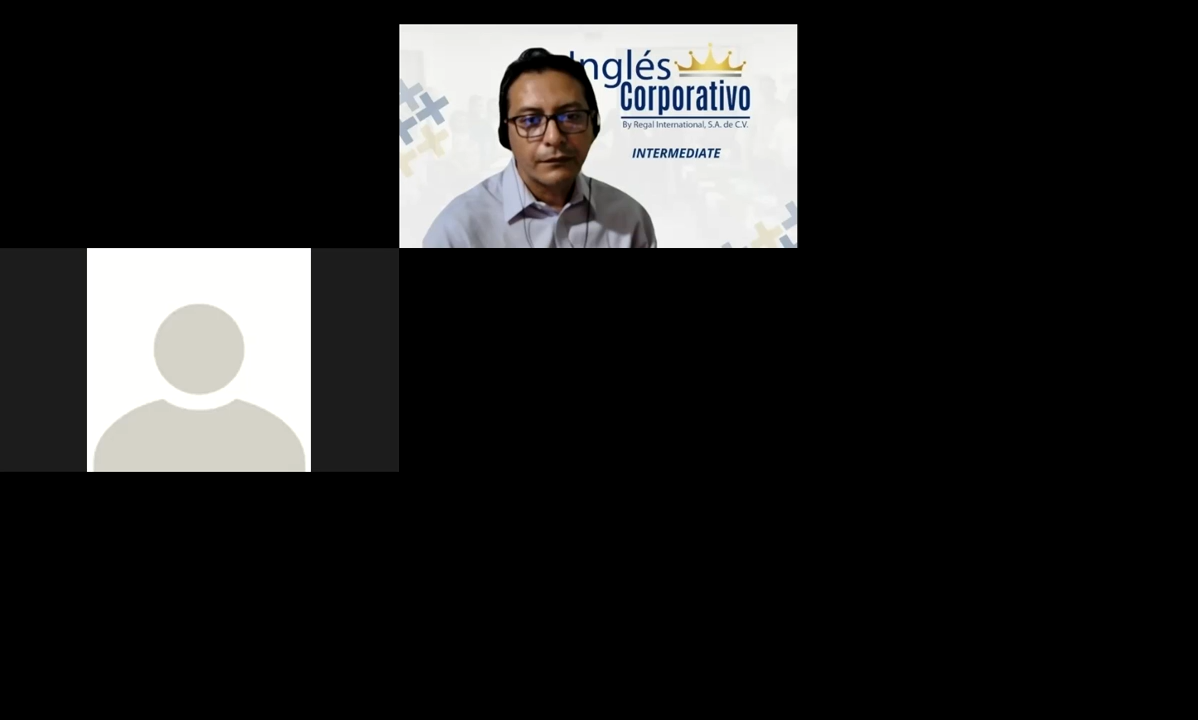 Inglés
Corporativo
By Regal International, S.A. de C.V.
INTERMEDIATE